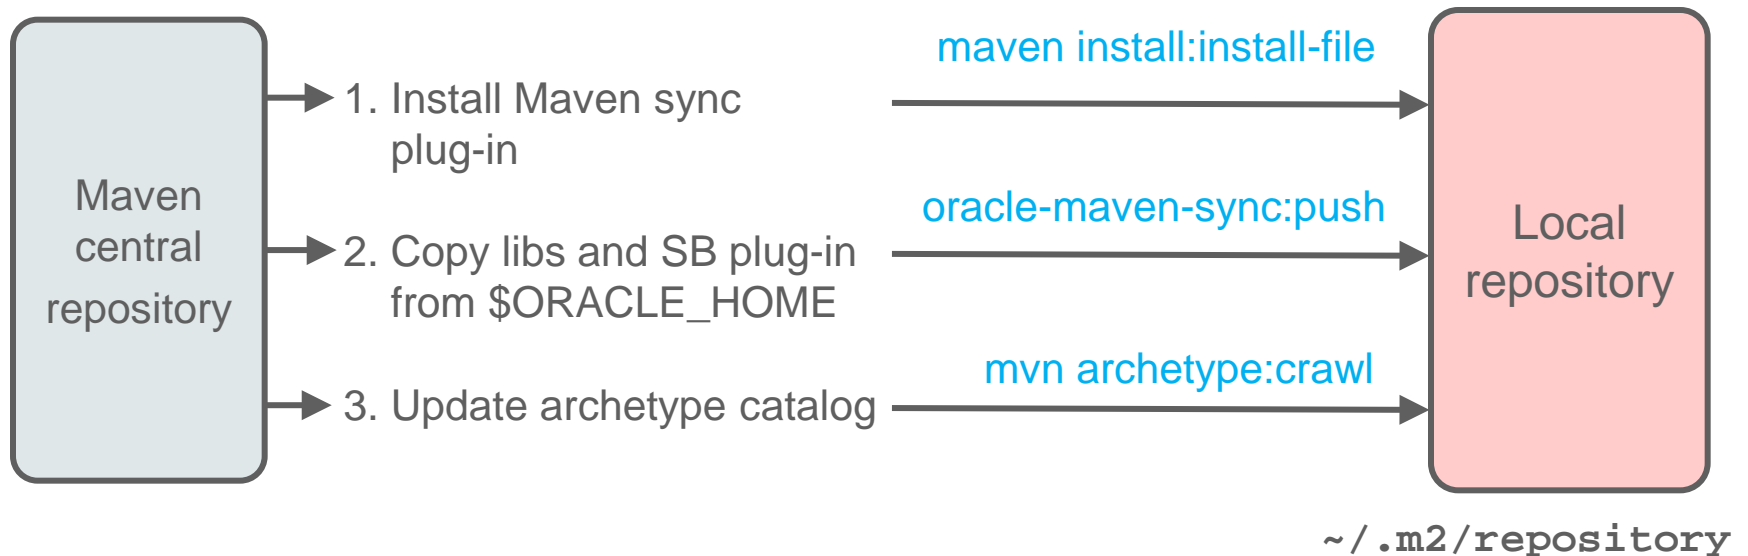 Maven
central
repository
1. Install Maven sync
plug-in
maven install:install-file
2. Copy libs and SB plug-in
from $ORACLE_HOME
oracle-maven-sync:push
3. Update archetype catalog
mvn archetype:crawl
Local
repository
~/.m2/repository